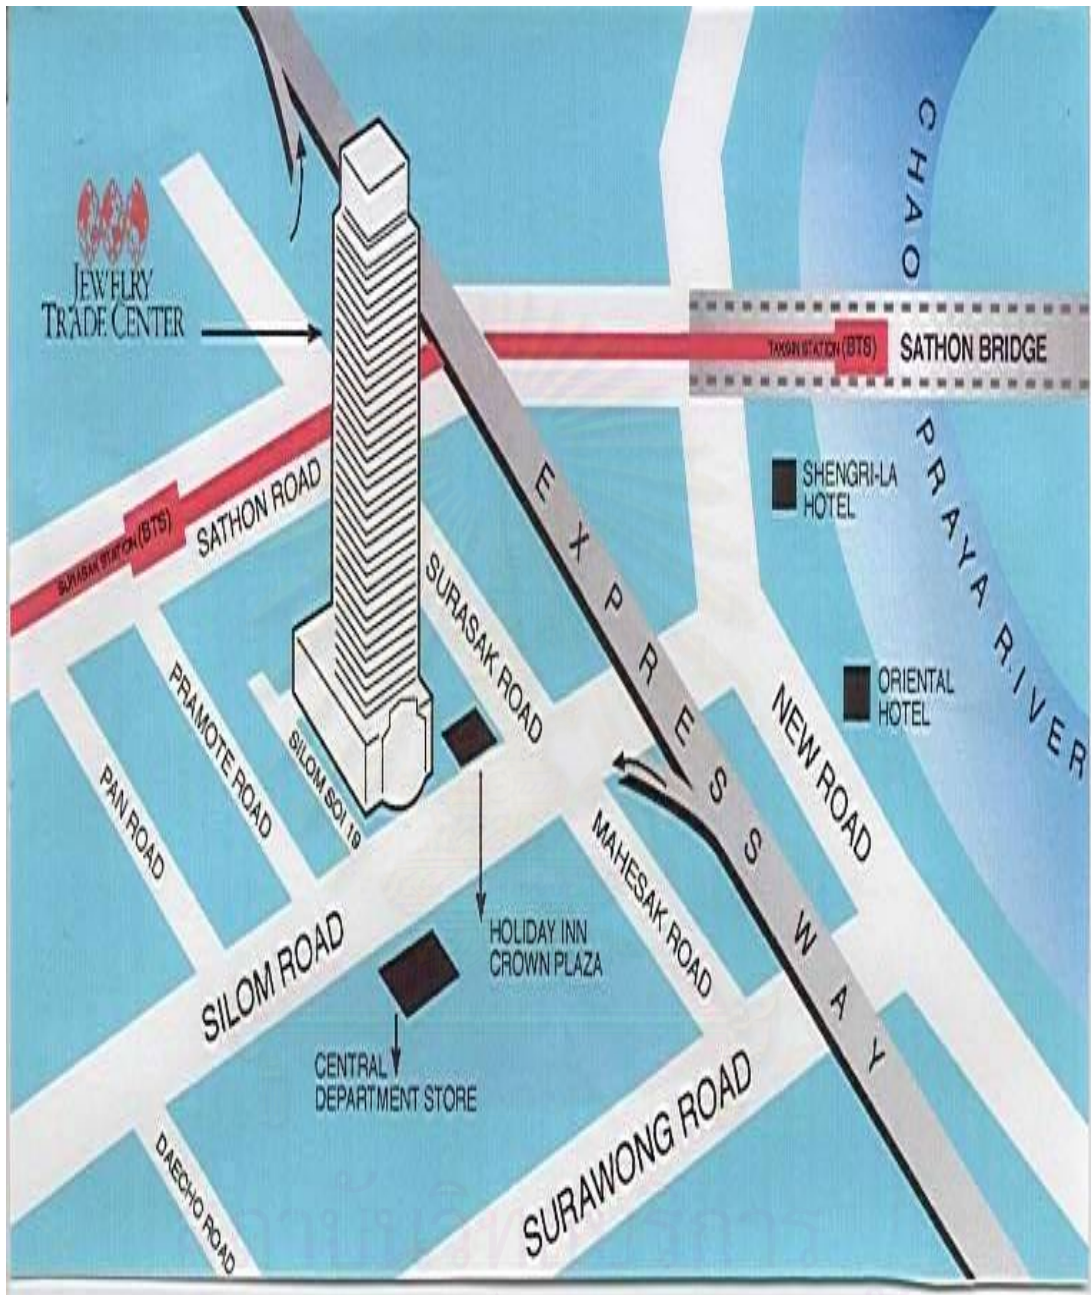 CHAO PRAYA RIVER
JEWELRY
TRADE CENTER
TAKSIN STATION (BTS)
SATHON BRIDGE
EXPRESSWAY
SHENGRI-LA
HOTEL
SATHON ROAD
SURASAK STATION (BTS)
SURASAK ROAD
ORIENTAL
HOTEL
PRAMOTE ROAD
NEW ROAD
SILOM SOI 19
PAN ROAD
MAHESAK ROAD
HOLIDAY INN
CROWN PLAZA
SILOM ROAD
CENTRAL
DEPARTMENT STORE
SURAWONG ROAD
DAECHO ROAD